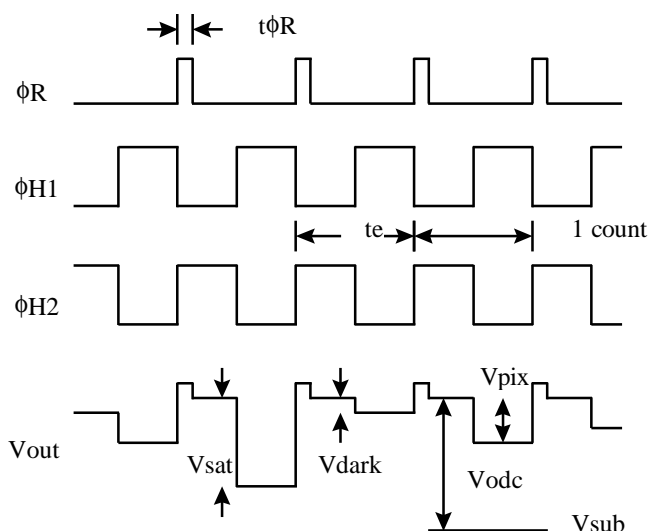 tϕR
ϕR
ϕH1
te
1 count
ϕH2
Vpix
Vout
Vsat
Vdark
Vodc
Vsub